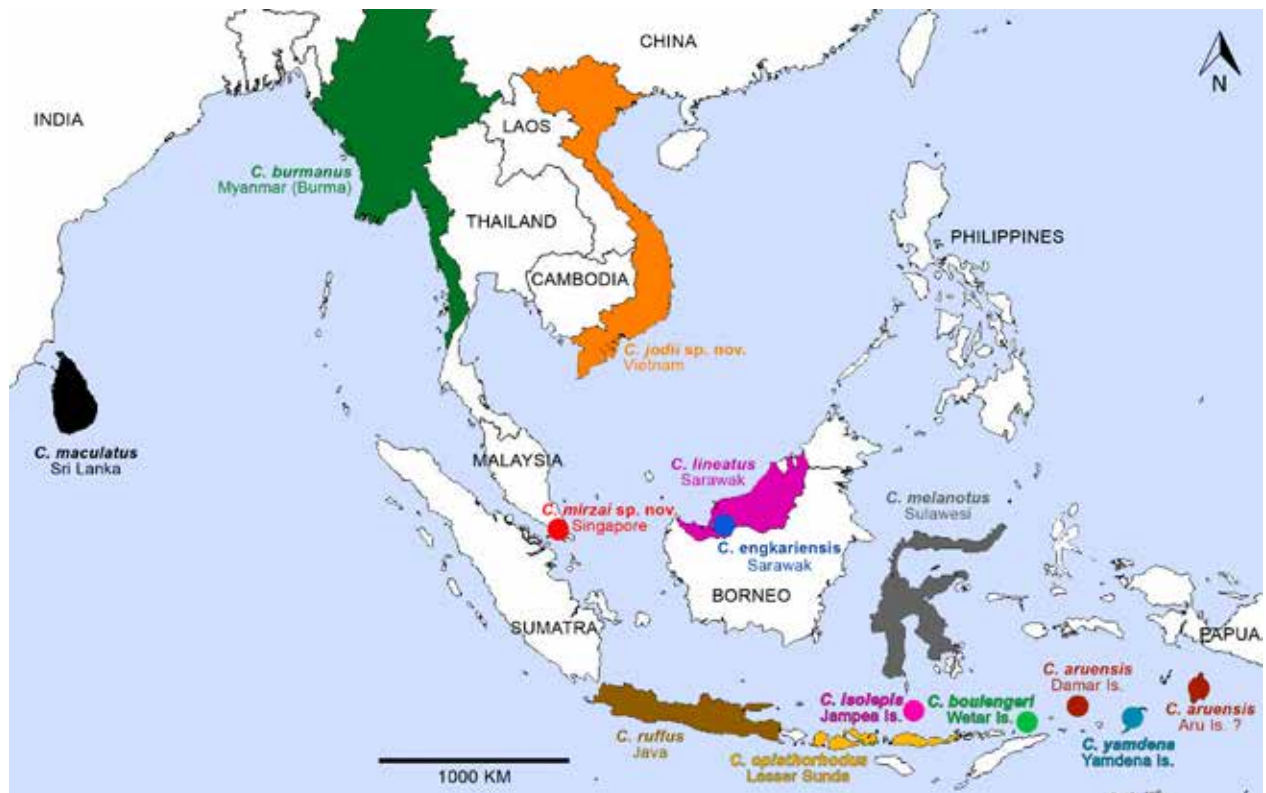 CHINA
N
INDIA
LAOS
C. burmanus
Myanmar (Burma)
THAILAND
PHILIPPINES
CAMBODIA
C. jodii sp. nov.
Vietnam
C. maculatus
Sri Lanka
MALAYSIA
C. lineatus
Sarawak
C. melanotus
Sulawesi
C. mirzai sp. nov.
Singapore
C. engkariensis
Sarawak
BORNEO
SUMATRA
PAPUA
C. isolepis
Jampea Is.
C. boulengeri
Wetar Is.
C. aruensis
Damar Is.
C. aruensis
Aru Is. ?
C. ruffus
Java
C. opisthorhodus
Lesser Sunda
C. yamdena
Yamdena Is.
1000 KM